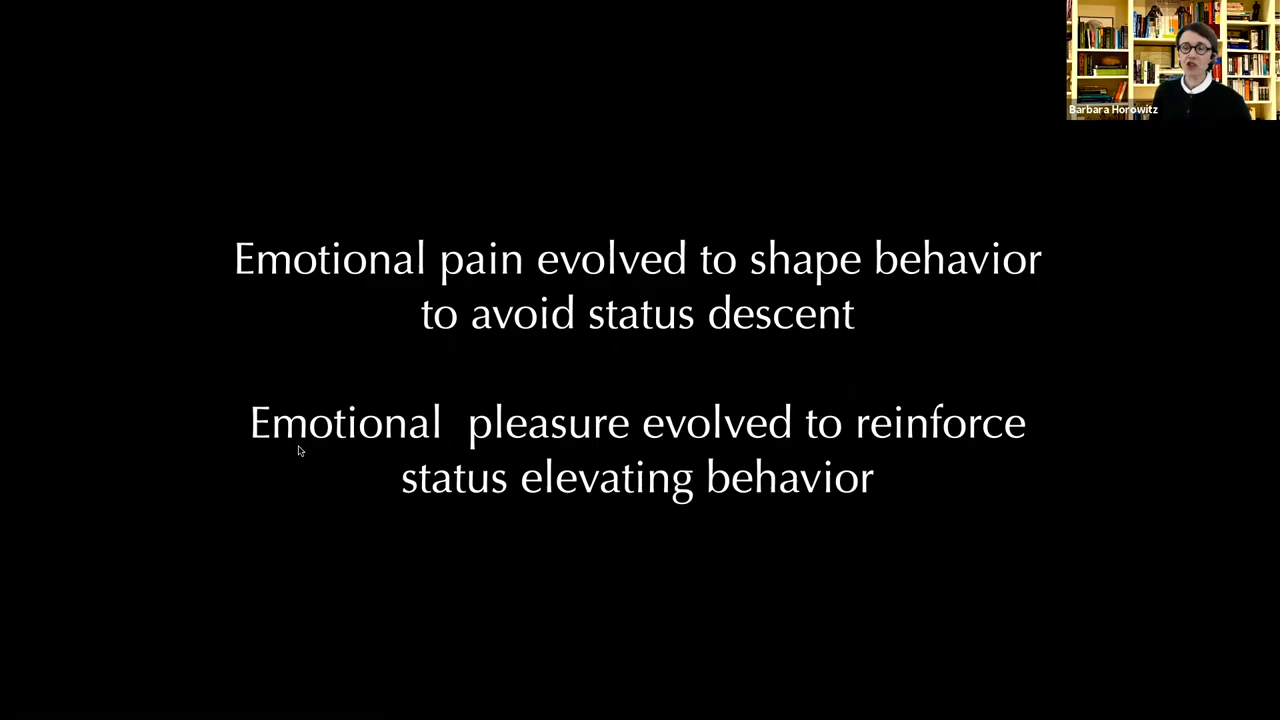 Barbara Horowitz
Emotional pain evolved to shape behavior
to avoid status descent
Emotional  pleasure evolved to reinforce
status elevating behavior